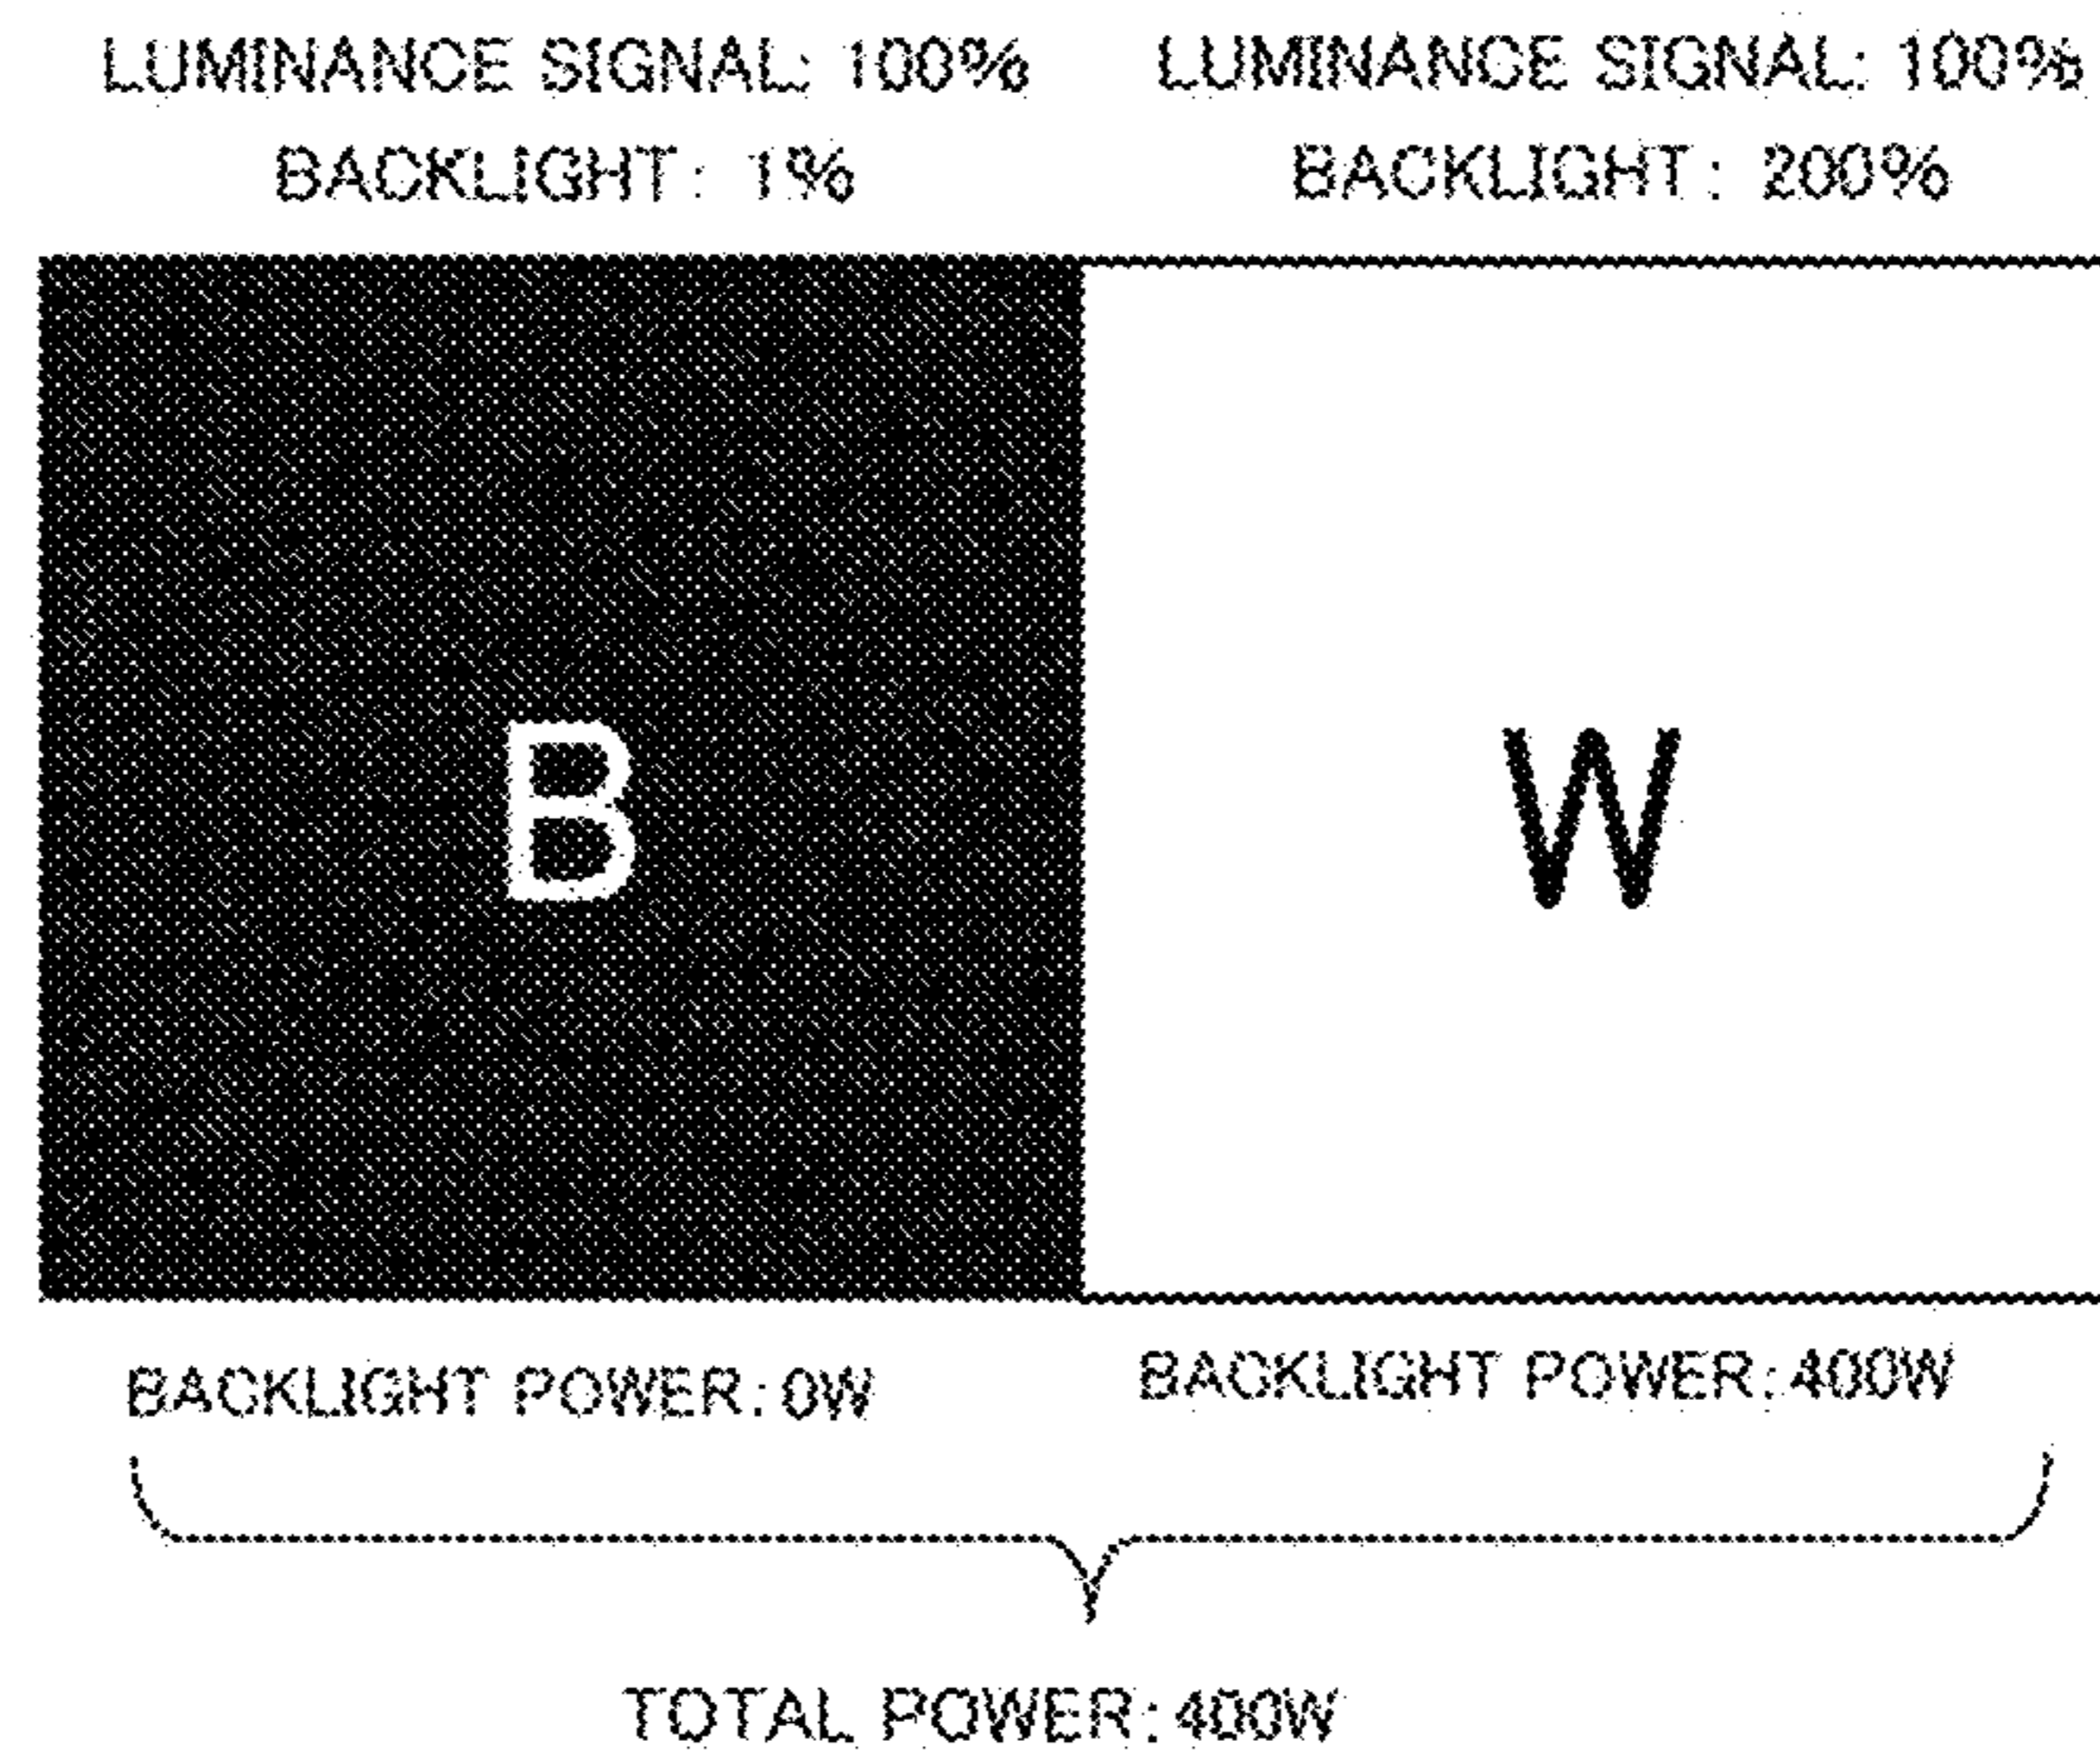 LUMINANCE SIGNAL: 100%
BACKLIGHT: 1%
LUMINANCE SIGNAL: 100%
BACKLIGHT: 200%
B
W
BACKLIGHT POWER: 0W
BACKLIGHT POWER: 400W
TOTAL POWER: 400W